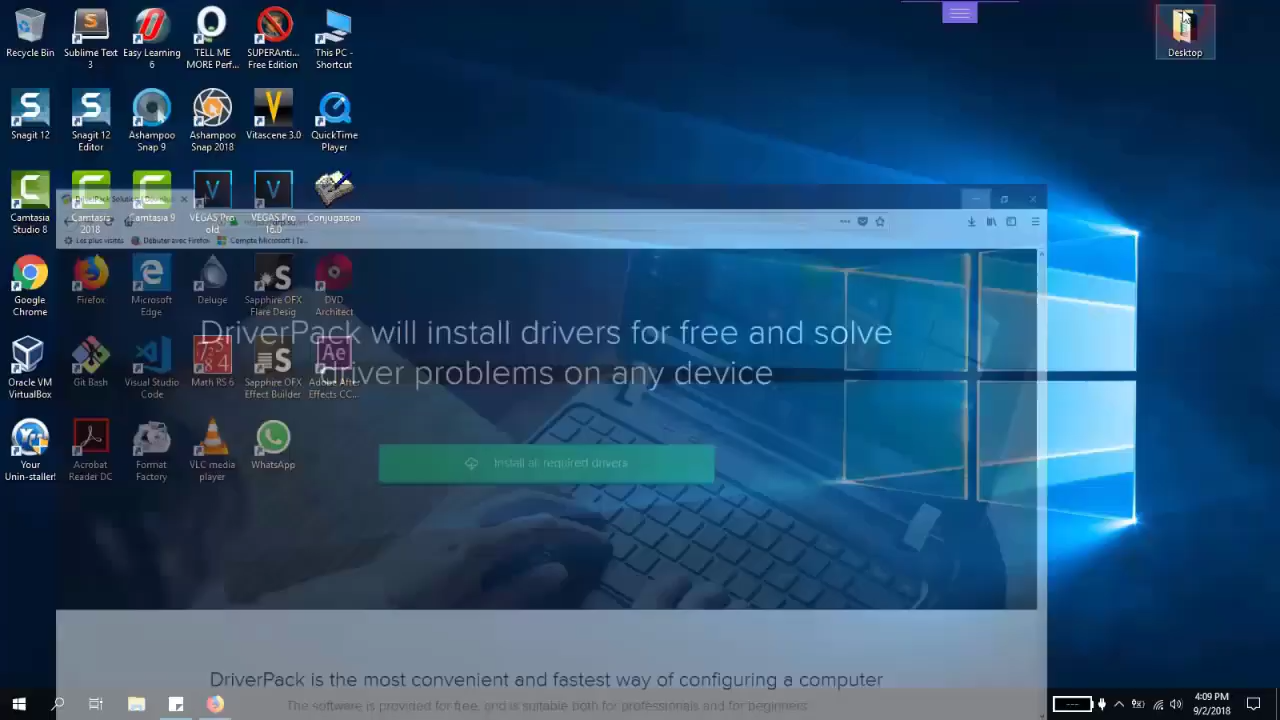 Recycle Bin
Sublime Text 3
Easy Learning 6
TELL ME MORE Perf...
SUPERAnti... Free Edition
This PC - Shortcut
Desktop
Snagit 12
Snagit 12 Editor
Ashampoo Snap 9
Ashampoo Snap 2018
Vitascene 3.0
QuickTime Player
Camtasia Studio 8
Camtasia 2018
Camtasia 9
VEGAS Pro old
VEGAS Pro 16.0
Conjugaison
Les plus visités
Débuter avec Firefox
Compte Microsoft | Ta...
Google Chrome
Firefox
Microsoft Edge
Deluge
Sapphire OFX Flare Desig
DVD Architect
DriverPack will install drivers for free and solve
driver problems on any device
Oracle VM VirtualBox
Git Bash
Visual Studio Code
Math RS 6
Sapphire OFX Effect Builder
Adobe After Effects CC...
Install all required drivers
Your Unin-staller!
Acrobat Reader DC
Format Factory
VLC media player
WhatsApp
DriverPack is the most convenient and fastest way of configuring a computer
The software is provided for free, and is suitable both for professionals and for beginners
4:09 PM
9/2/2018